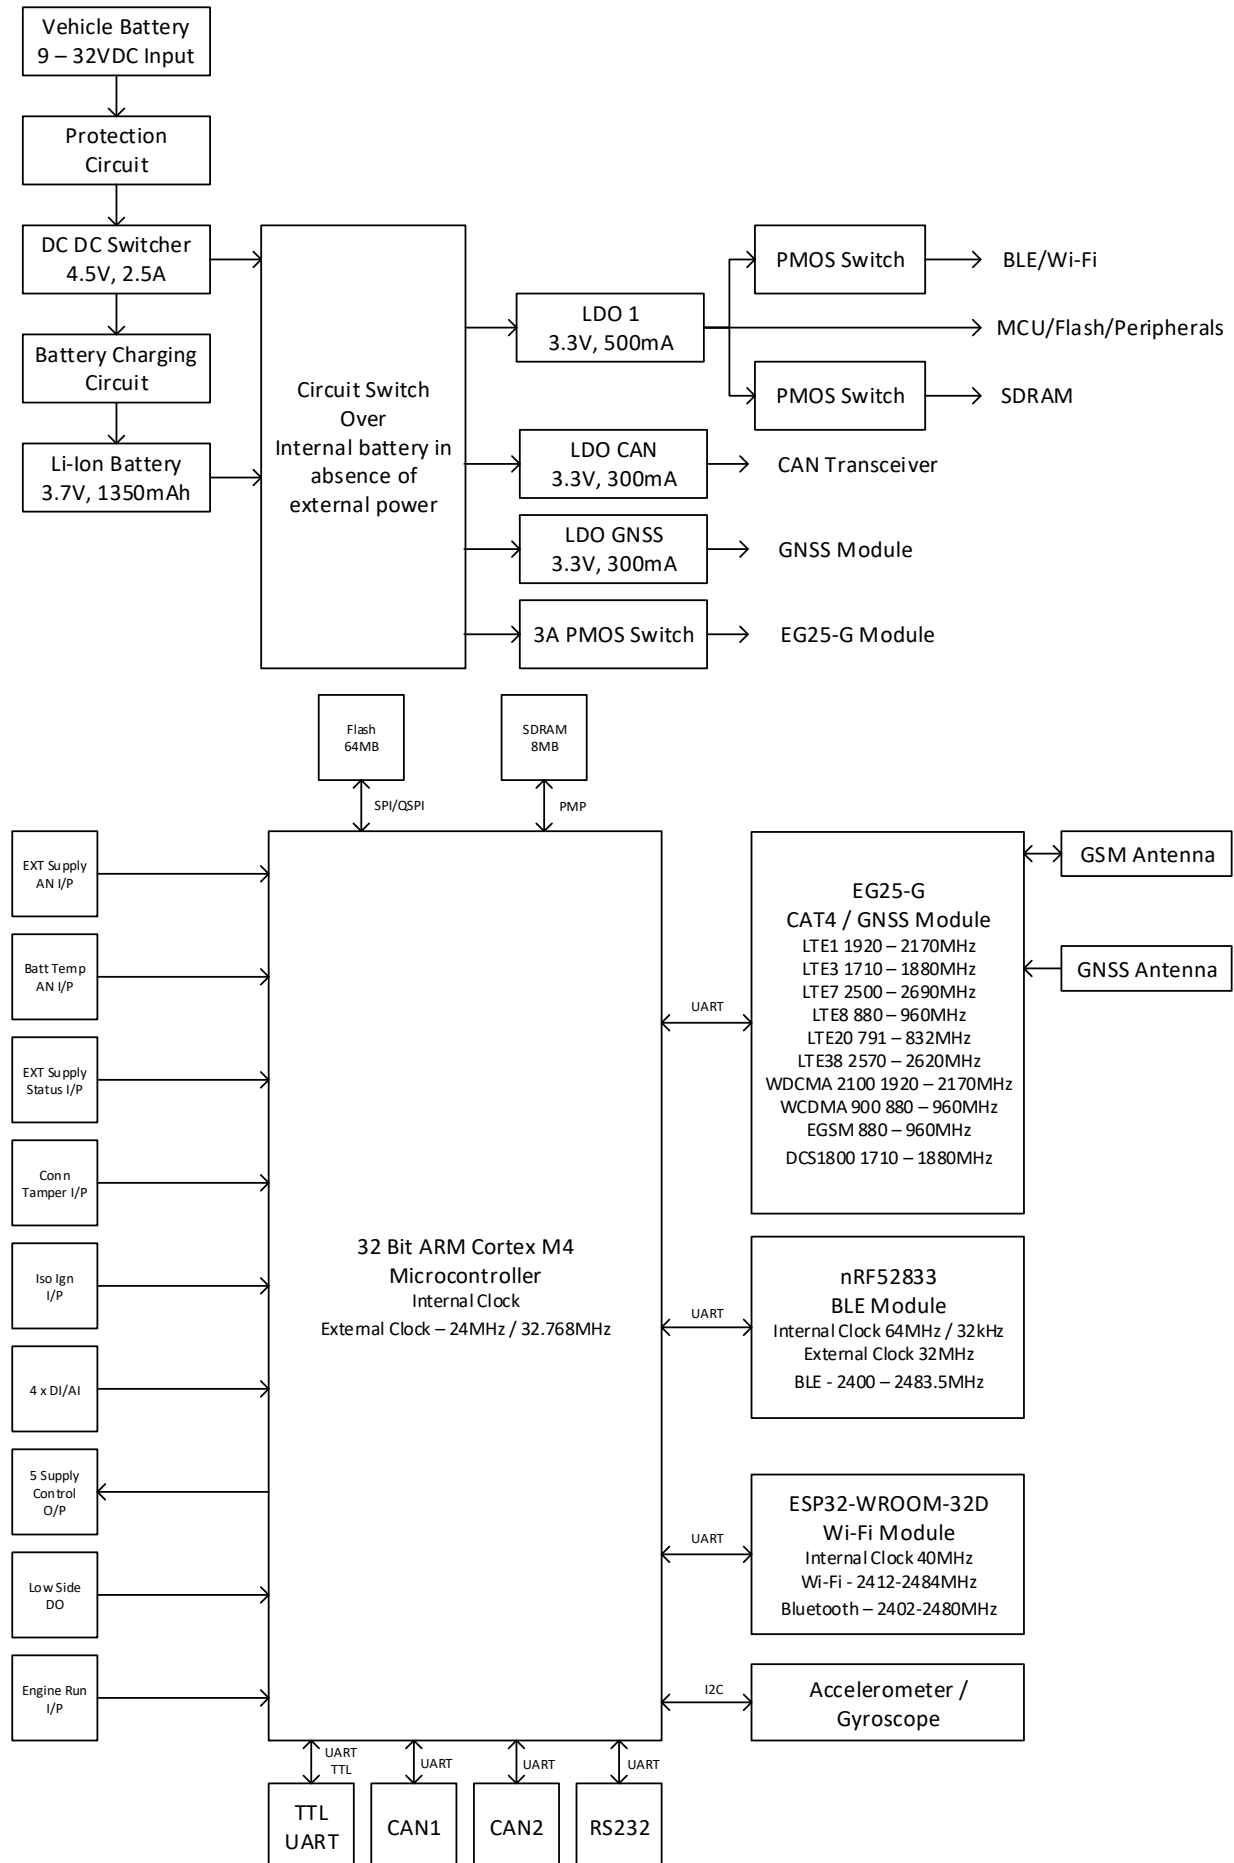 Vehicle Battery
9 – 32VDC Input
Protection
Circuit
DC DC Switcher
4.5V, 2.5A
Battery Charging
Circuit
Li-Ion Battery
3.7V, 1350mAh
Circuit Switch
Over
Internal battery in
absence of
external power
LDO 1
3.3V, 500mA
PMOS Switch
BLE/Wi-Fi
MCU/Flash/Peripherals
PMOS Switch
SDRAM
LDO CAN
3.3V, 300mA
CAN Transceiver
LDO GNSS
3.3V, 300mA
GNSS Module
3A PMOS Switch
EG25-G Module
Flash
64MB
SPI/QSPI
SDRAM
8MB
PMP
EXT Supply
AN I/P
Batt Temp
AN I/P
EXT Supply
Status I/P
Conn
Tamper I/P
Iso Ign
I/P
4 x DI/AI
5 Supply
Control
O/P
Low Side
DO
Engine Run
I/P
32 Bit ARM Cortex M4
Microcontroller
Internal Clock
External Clock – 24MHz / 32.768MHz
UART
EG25-G
CAT4 / GNSS Module
LTE1 1920 – 2170MHz
LTE3 1710 – 1880MHz
LTE7 2500 – 2690MHz
LTE8 880 – 960MHz
LTE20 791 – 832MHz
LTE38 2570 – 2620MHz
WDCMA 2100 1920 – 2170MHz
WCDMA 900 880 – 960MHz
EGSM 880 – 960MHz
DCS1800 1710 – 1880MHz
GSM Antenna
GNSS Antenna
UART
nRF52833
BLE Module
Internal Clock 64MHz / 32kHz
External Clock 32MHz
BLE - 2400 – 2483.5MHz
UART
ESP32-WROOM-32D
Wi-Fi Module
Internal Clock 40MHz
Wi-Fi - 2412-2484MHz
Bluetooth – 2402-2480MHz
I2C
Accelerometer /
Gyroscope
UART
TTL
UART
UART
UART
TTL
UART
CAN1
CAN2
RS232